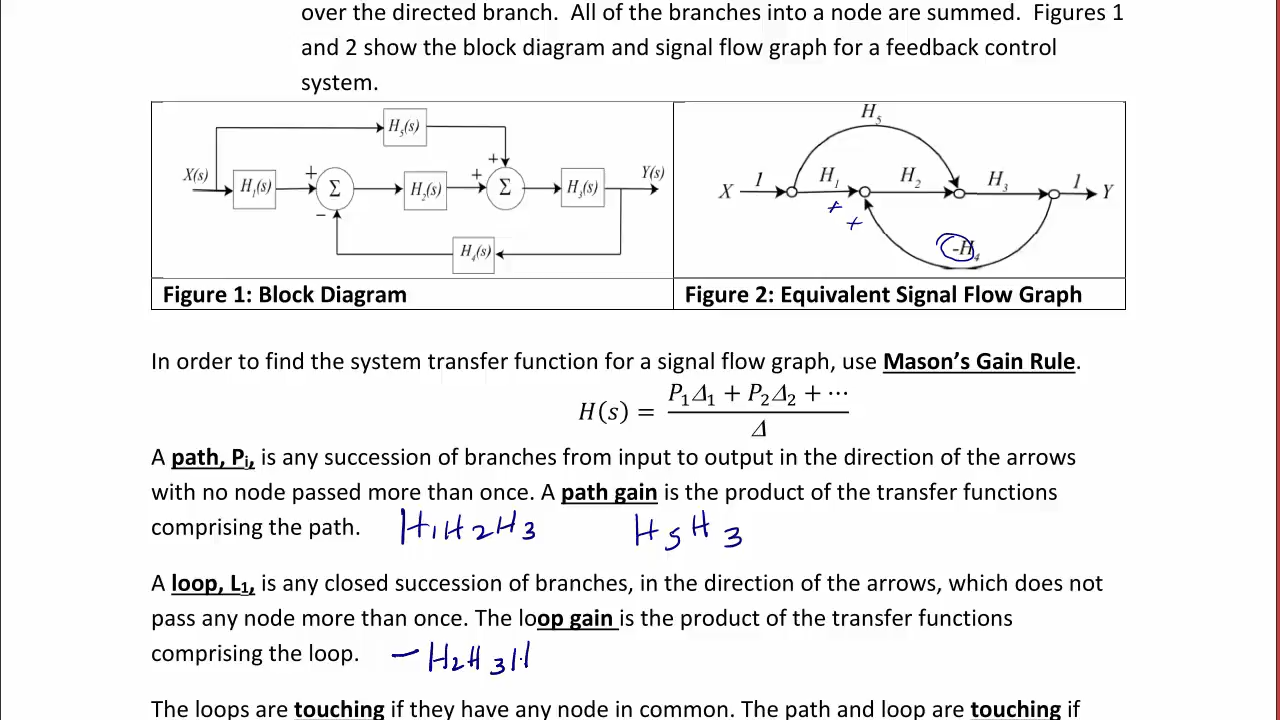 over the directed branch.  All of the branches into a node are summed.  Figures 1
and 2 show the block diagram and signal flow graph for a feedback control
system.
H5(s)
X(s)
H1(s)
+
Σ
−
H2(s)
+
+
Σ
H3(s)
Y(s)
H4(s)
H5
X
1
H1
H2
H3
1
Y
+
+
-H4
Figure 1: Block Diagram
Figure 2: Equivalent Signal Flow Graph
In order to find the system transfer function for a signal flow graph, use Mason's Gain Rule.
H(s) = P1Δ1 + P2Δ2 + ⋯
Δ
A path, Pi, is any succession of branches from input to output in the direction of the arrows
with no node passed more than once. A path gain is the product of the transfer functions
comprising the path. H1H2H3 H5H3
A loop, L1, is any closed succession of branches, in the direction of the arrows, which does not
pass any node more than once. The loop gain is the product of the transfer functions
comprising the loop. −H2H3H
The loops are touching if they have any node in common. The path and loop are touching if